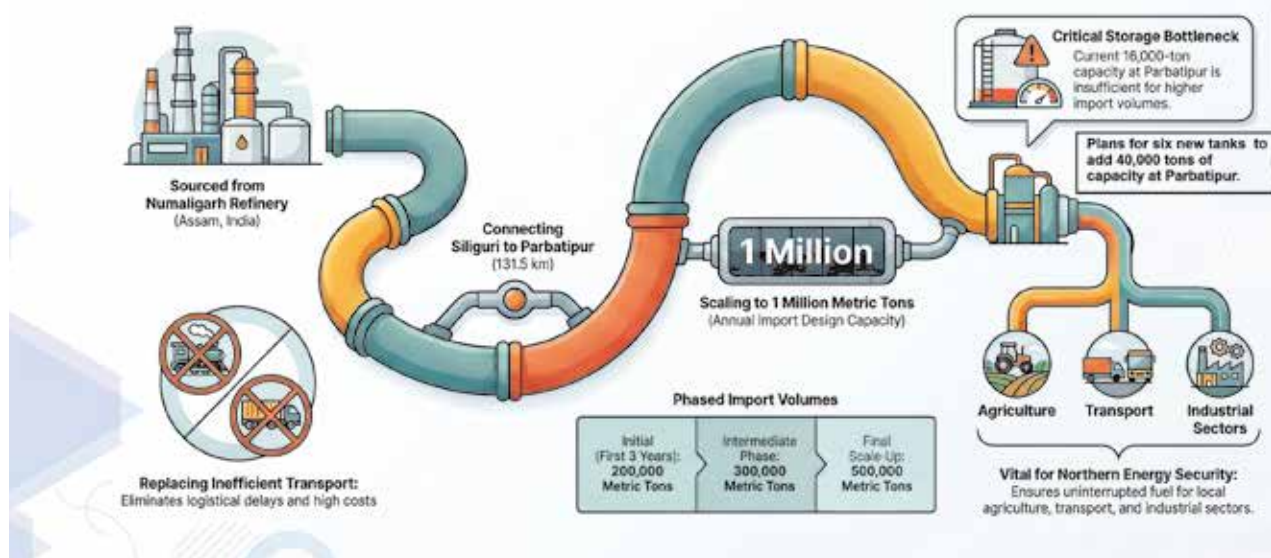 Sourced from
Numaligarh Refinery
(Assam, India)
Connecting
Siliguri to Parbatipur
(131.5 km)
1 Million
Scaling to 1 Million Metric Tons
(Annual Import Design Capacity)
Critical Storage Bottleneck
Current 16,000-ton
capacity at Parbatipur is
insufficient for higher
import volumes.
Plans for six new tanks to
add 40,000 tons of
capacity at Parbatipur.
Replacing Inefficient Transport:
Eliminates logistical delays and high costs
Phased Import Volumes
Initial
(First 3 Years):
200,000
Metric Tons
Intermediate
Phase:
300,000
Metric Tons
Final
Scale-Up:
500,000
Metric Tons
Agriculture
Transport
Industrial
Sectors
Vital for Northern Energy Security:
Ensures uninterrupted fuel for local
agriculture, transport, and industrial sectors.